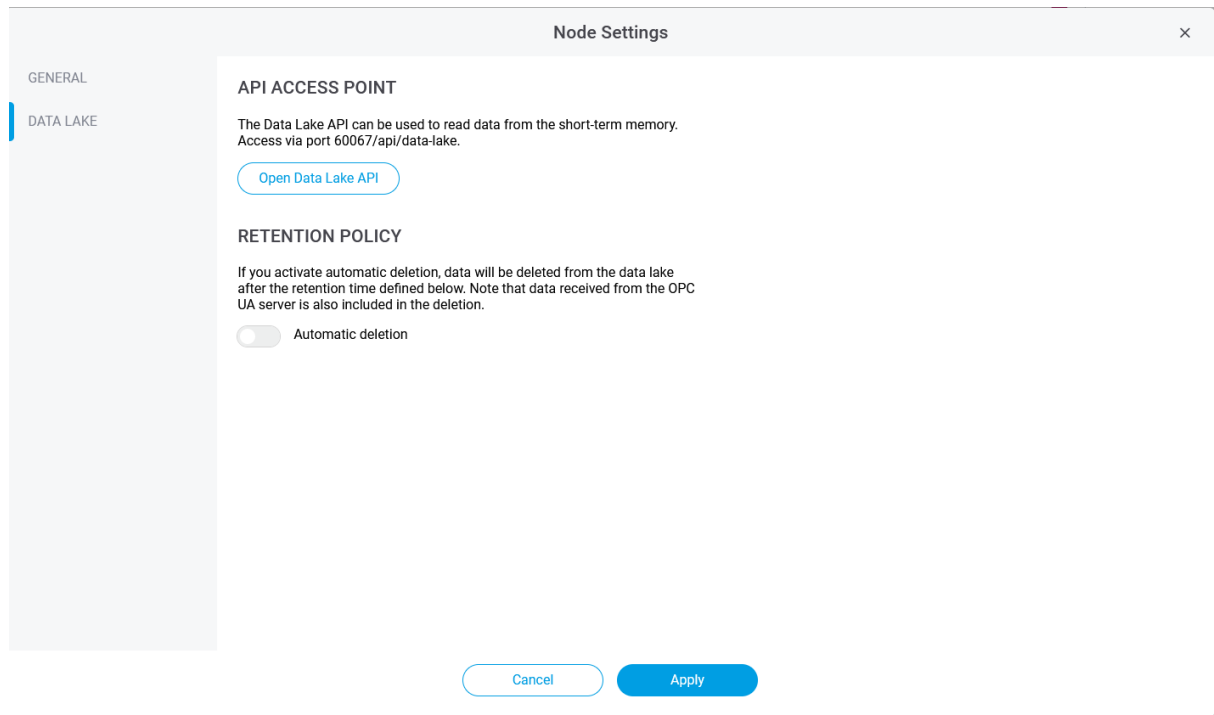 Node Settings
GENERAL
DATA LAKE
API ACCESS POINT
The Data Lake API can be used to read data from the short-term memory.
Access via port 60067/api/data-lake.
Open Data Lake API
RETENTION POLICY
If you activate automatic deletion, data will be deleted from the data lake
after the retention time defined below. Note that data received from the OPC
UA server is also included in the deletion.
Automatic deletion
Cancel
Apply